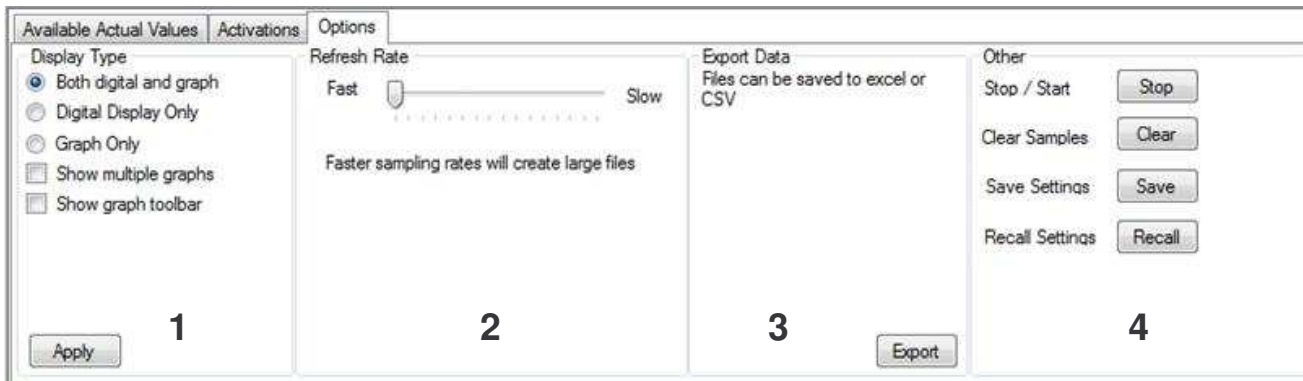 Available Actual Values Activations Options
Display Type
Both digital and graph
Digital Display Only
Graph Only
Show multiple graphs
Show graph toolbar
Apply
1
Refresh Rate
Fast Slow
Faster sampling rates will create large files
2
Export Data
Files can be saved to excel or
CSV
3
Export
Other
Stop / Start Stop
Clear Samples Clear
Save Settings Save
Recall Settings Recall
4